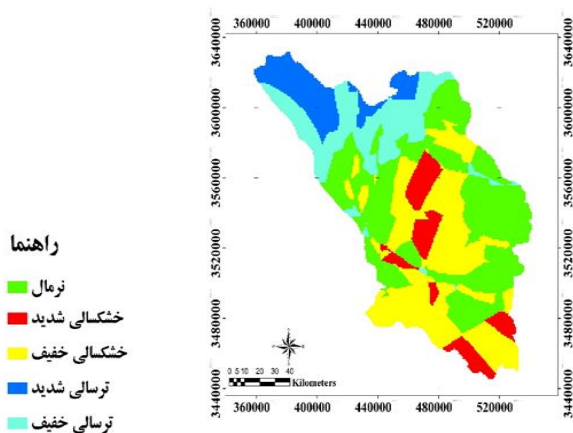 360000 400000 440000 480000 520000
3640000 3640000
3600000 3600000
3560000 3560000
3520000 3520000
3480000 3480000
3440000 3440000
راهنما
نرمال
خشکسالی شدید
خشکسالی خفیف
ترسالی شدید
ترسالی خفیف
0 5 10 20 30 40
Kilometers
360000 400000 440000 480000 520000